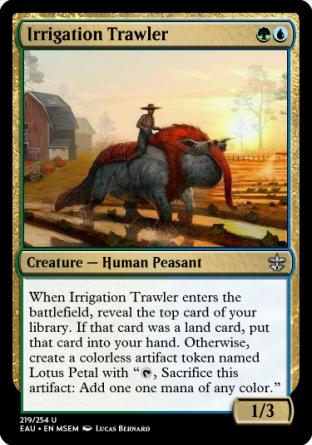 Irrigation Trawler
Creature — Human Peasant
When Irrigation Trawler enters the
battlefield, reveal the top card of your
library. If that card was a land card, put
that card into your hand. Otherwise,
create a colorless artifact token named
Lotus Petal with “, Sacrifice this
artifact: Add one one mana of any color.”
1/3
219/254 U
EAU • EN MSEM Lucas Bernard